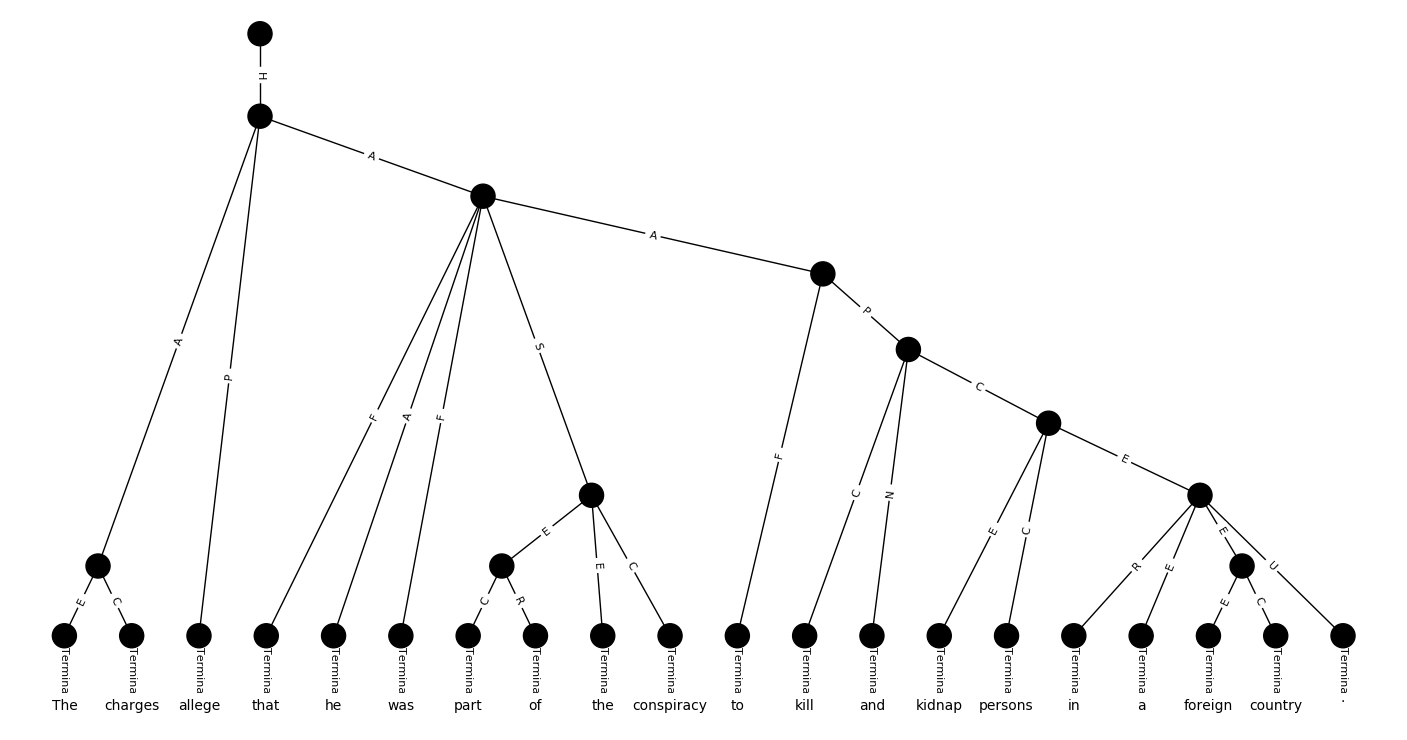 H
A
A
A
P
S
P
C
F
A
F
F
C
N
E
E
C
E
E
C
R
E
E
U
E
C
C
R
E
C
Termina Termina Termina Termina Termina Termina Termina Termina Termina Termina Termina Termina Termina Termina Termina Termina Termina Termina Termina Termina
The charges allege that he was part of the conspiracy to kill and kidnap persons in a foreign country .